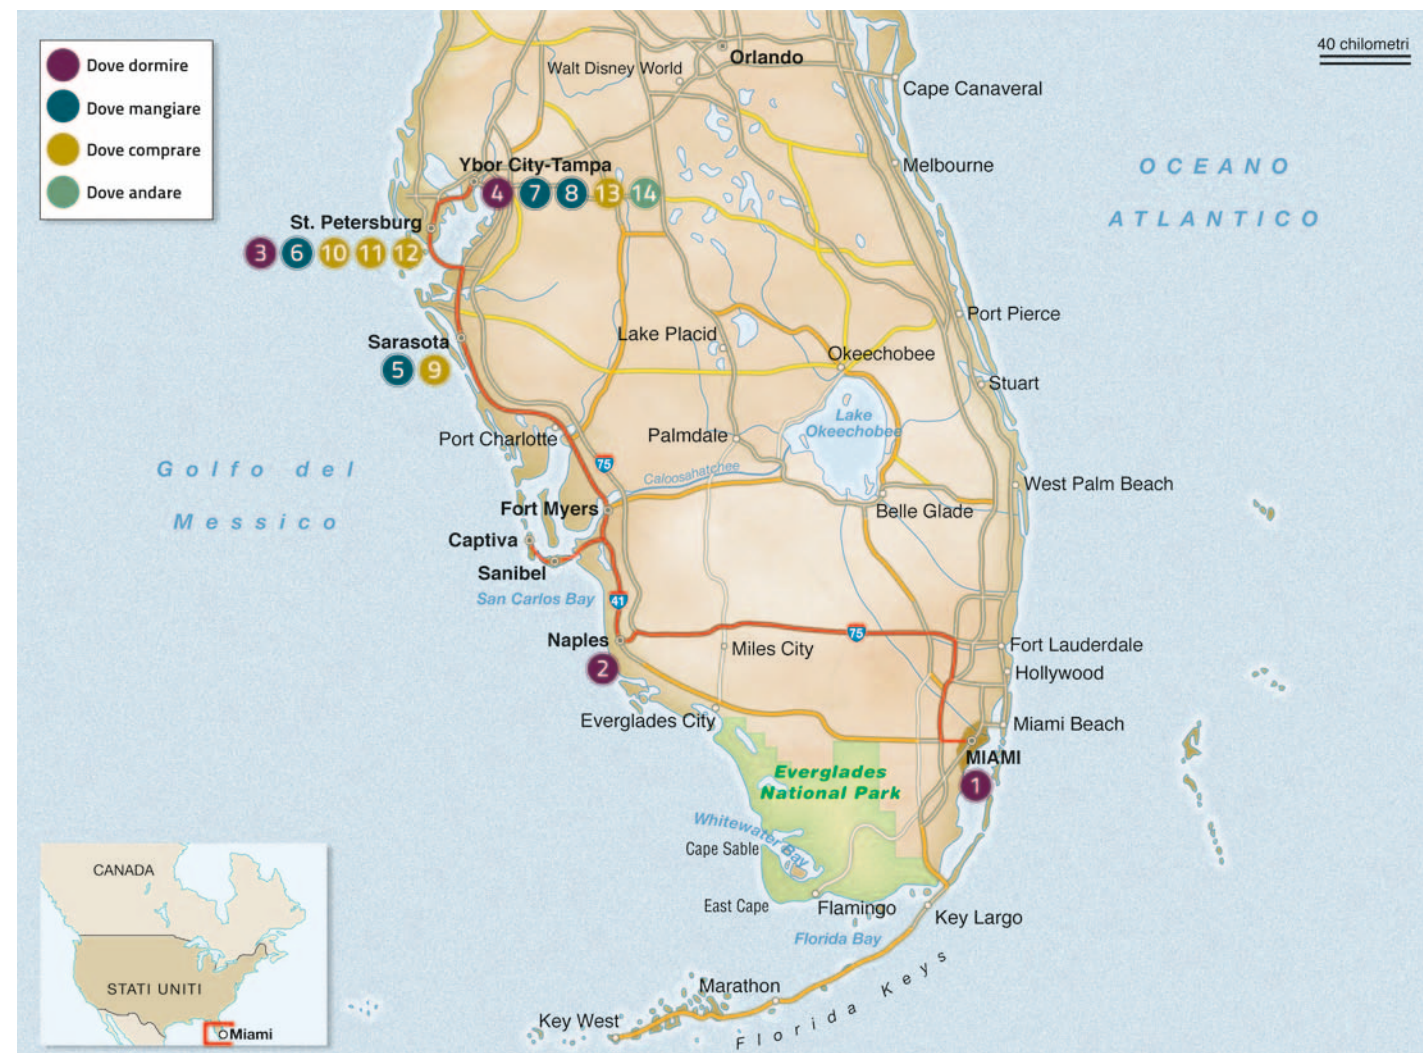 Dove dormire
Dove mangiare
Dove comprare
Dove andare
40 chilometri
Orlando
Walt Disney World
Cape Canaveral
Ybor City-Tampa
4 7 8 13 14
Melbourne
OCEANO
ATLANTICO
St. Petersburg
3 6 10 11 12
Port Pierce
Lake Placid
Sarasota
5 9
Okeechobee
Stuart
Lake
Okeechobee
Port Charlotte
Palmdale
75
Caloosahatchee
Golfo del
Messico
West Palm Beach
Fort Myers
Belle Glade
Captiva
Sanibel
San Carlos Bay
41
Naples
2
75
Miles City
Fort Lauderdale
Hollywood
Everglades City
Miami Beach
MIAMI
1
Everglades
National Park
Whitewater Bay
Cape Sable
East Cape
Flamingo
Key Largo
Florida Bay
Marathon
Florida Keys
Key West
CANADA
STATI UNITI
Miami